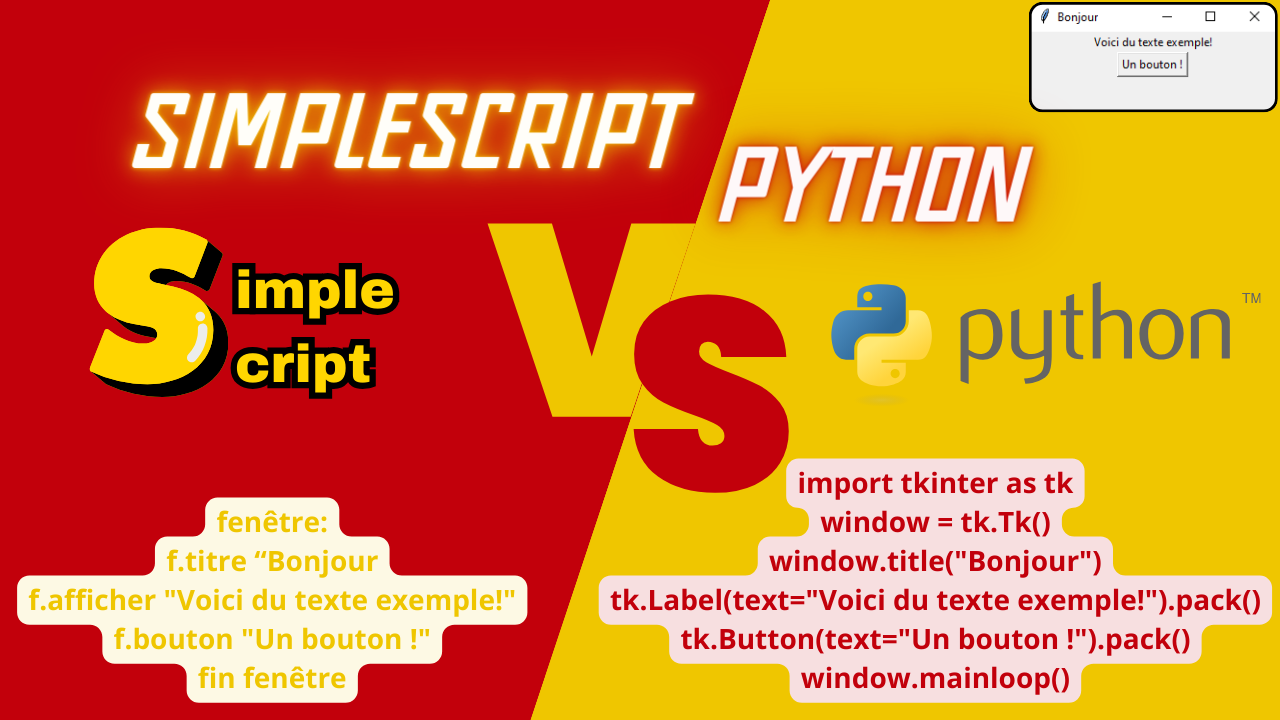 Bonjour
Voici du texte exemple!
Un bouton !
SIMPLESCRIPT
PYTHON
VS
Simple
Script
python TM
fenêtre:
f.titre “Bonjour
f.afficher "Voici du texte exemple!"
f.bouton "Un bouton !"
fin fenêtre
import tkinter as tk
window = tk.Tk()
window.title("Bonjour")
tk.Label(text="Voici du texte exemple!").pack()
tk.Button(text="Un bouton !").pack()
window.mainloop()